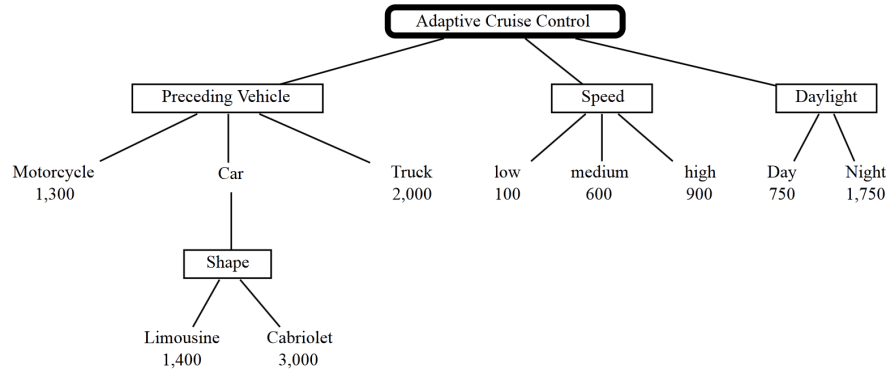 Adaptive Cruise Control
Preceding Vehicle
Speed
Daylight
Motorcycle
1,300
Car
Truck
2,000
low
100
medium
600
high
900
Day
750
Night
1,750
Shape
Limousine
1,400
Cabriolet
3,000